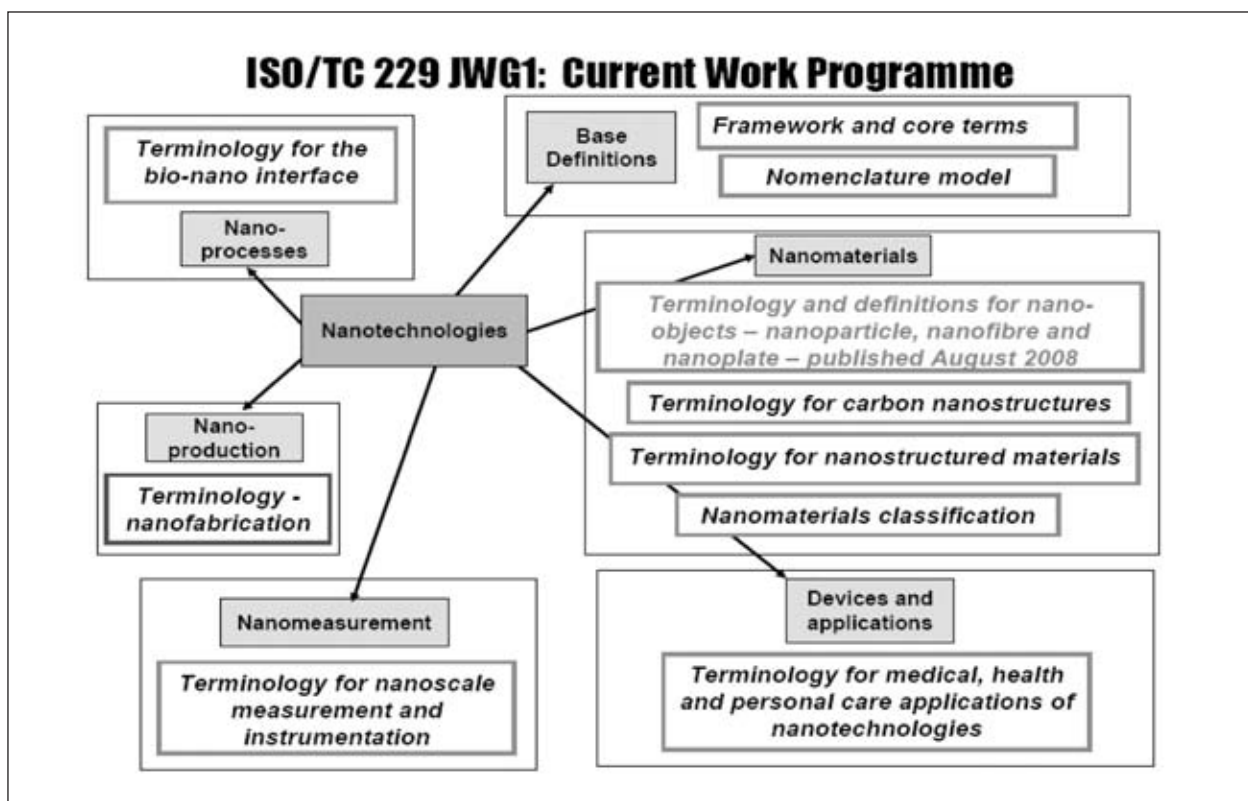 ISO/TC 229 JWG1: Current Work Programme
Terminology for the
bio-nano interface
Nano-
processes
Base
Definitions
Framework and core terms
Nomenclature model
Nanotechnologies
Nanomaterials
Terminology and definitions for nano-
objects – nanoparticle, nanofibre and
nanoplate – published August 2008
Terminology for carbon nanostructures
Terminology for nanostructured materials
Nanomaterials classification
Nano-
production
Terminology -
nanofabrication
Nanomeasurement
Terminology for nanoscale
measurement and
instrumentation
Devices and
applications
Terminology for medical, health
and personal care applications of
nanotechnologies